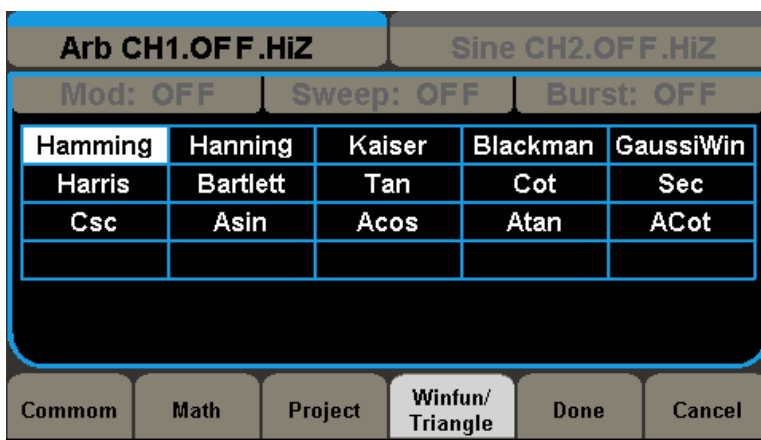 Arb CH1.OFF.HiZ Sine CH2.OFF.HiZ
Mod: OFF Sweep: OFF Burst: OFF
Hamming Hanning Kaiser Blackman GaussiWin
Harris Bartlett Tan Cot Sec
Csc Asin Acos Atan ACot
Commom Math Project Winfun/ Triangle Done Cancel